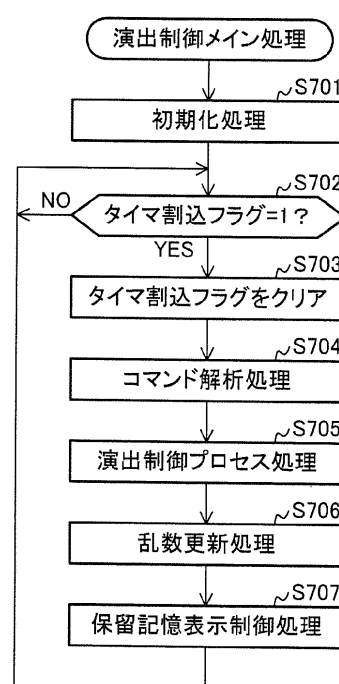 演出制御メイン処理
S701
初期化処理
S702
NO
タイマ割込フラグ=1?
YES
S703
タイマ割込フラグをクリア
S704
コマンド解析処理
S705
演出制御プロセス処理
S706
乱数更新処理
S707
保留記憶表示制御処理